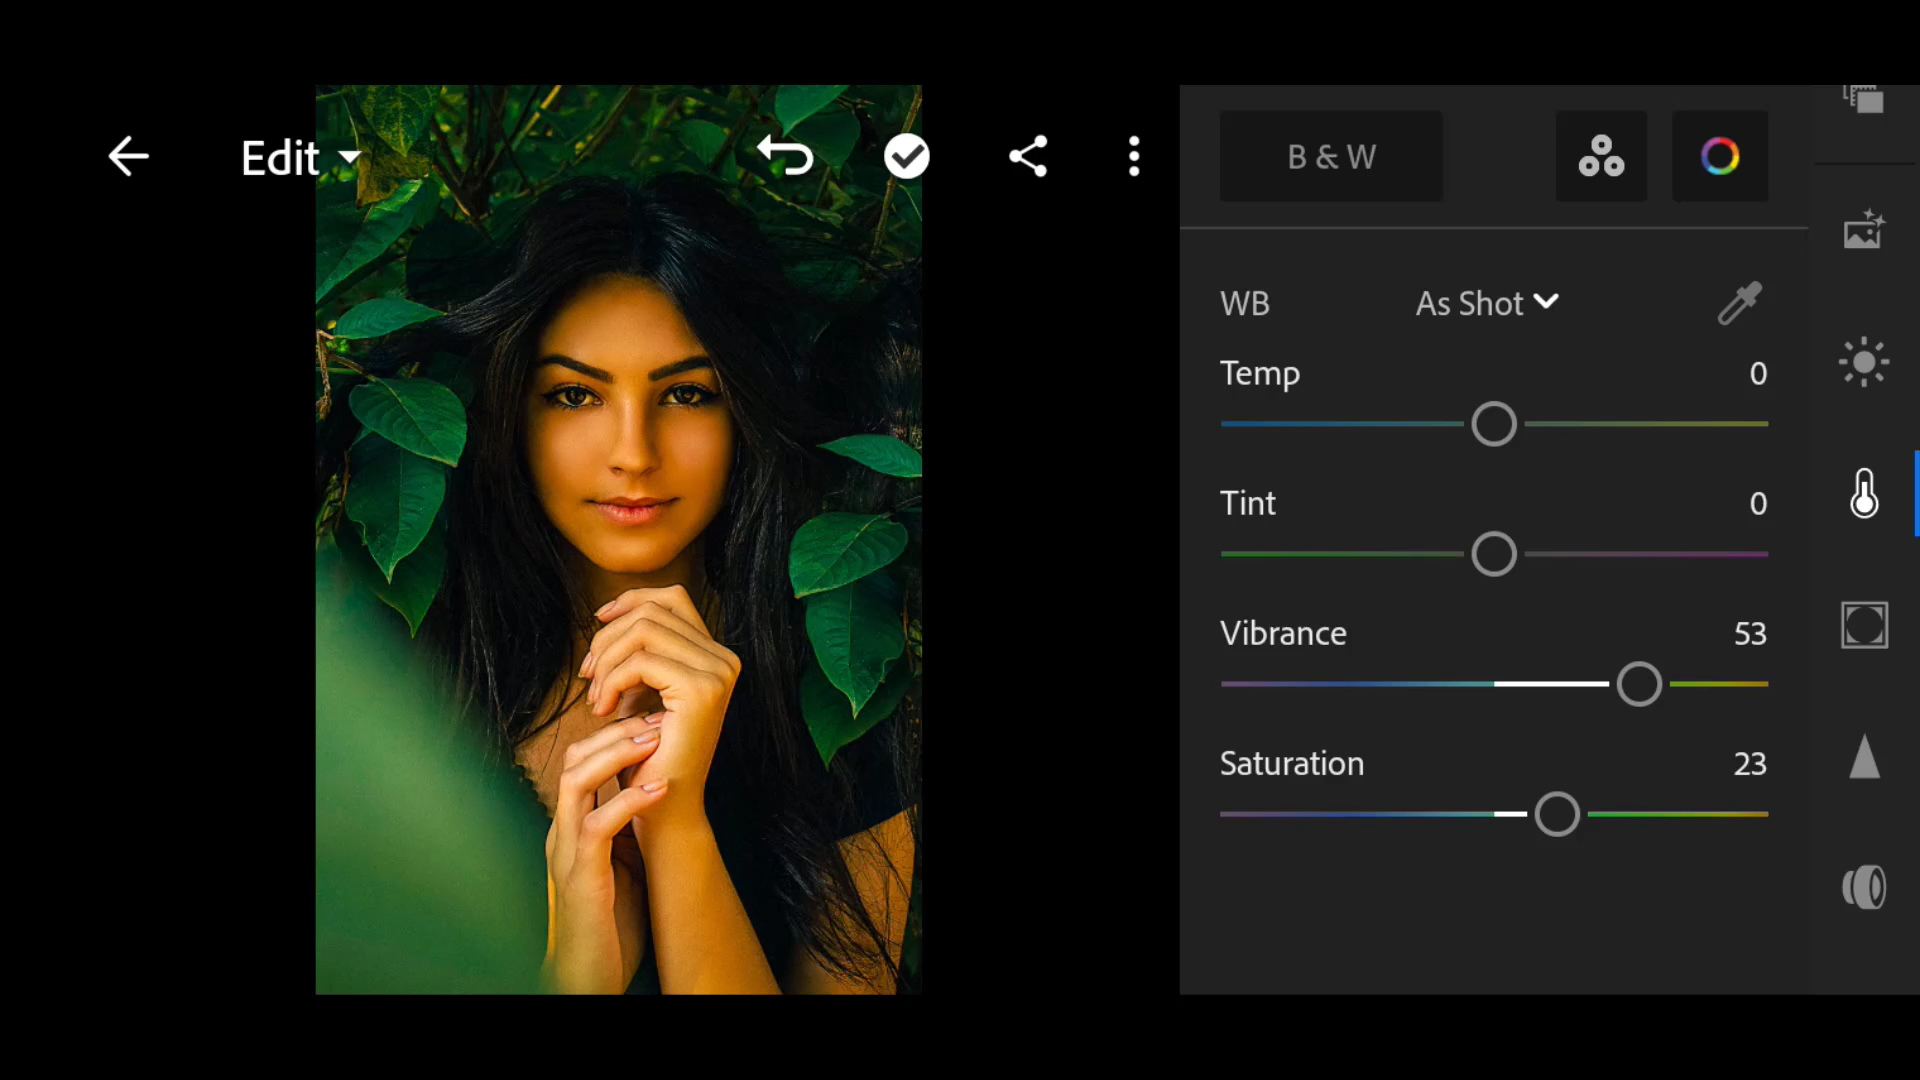 Edit
B & W
WB As Shot
Temp 0
Tint 0
Vibrance 53
Saturation 23